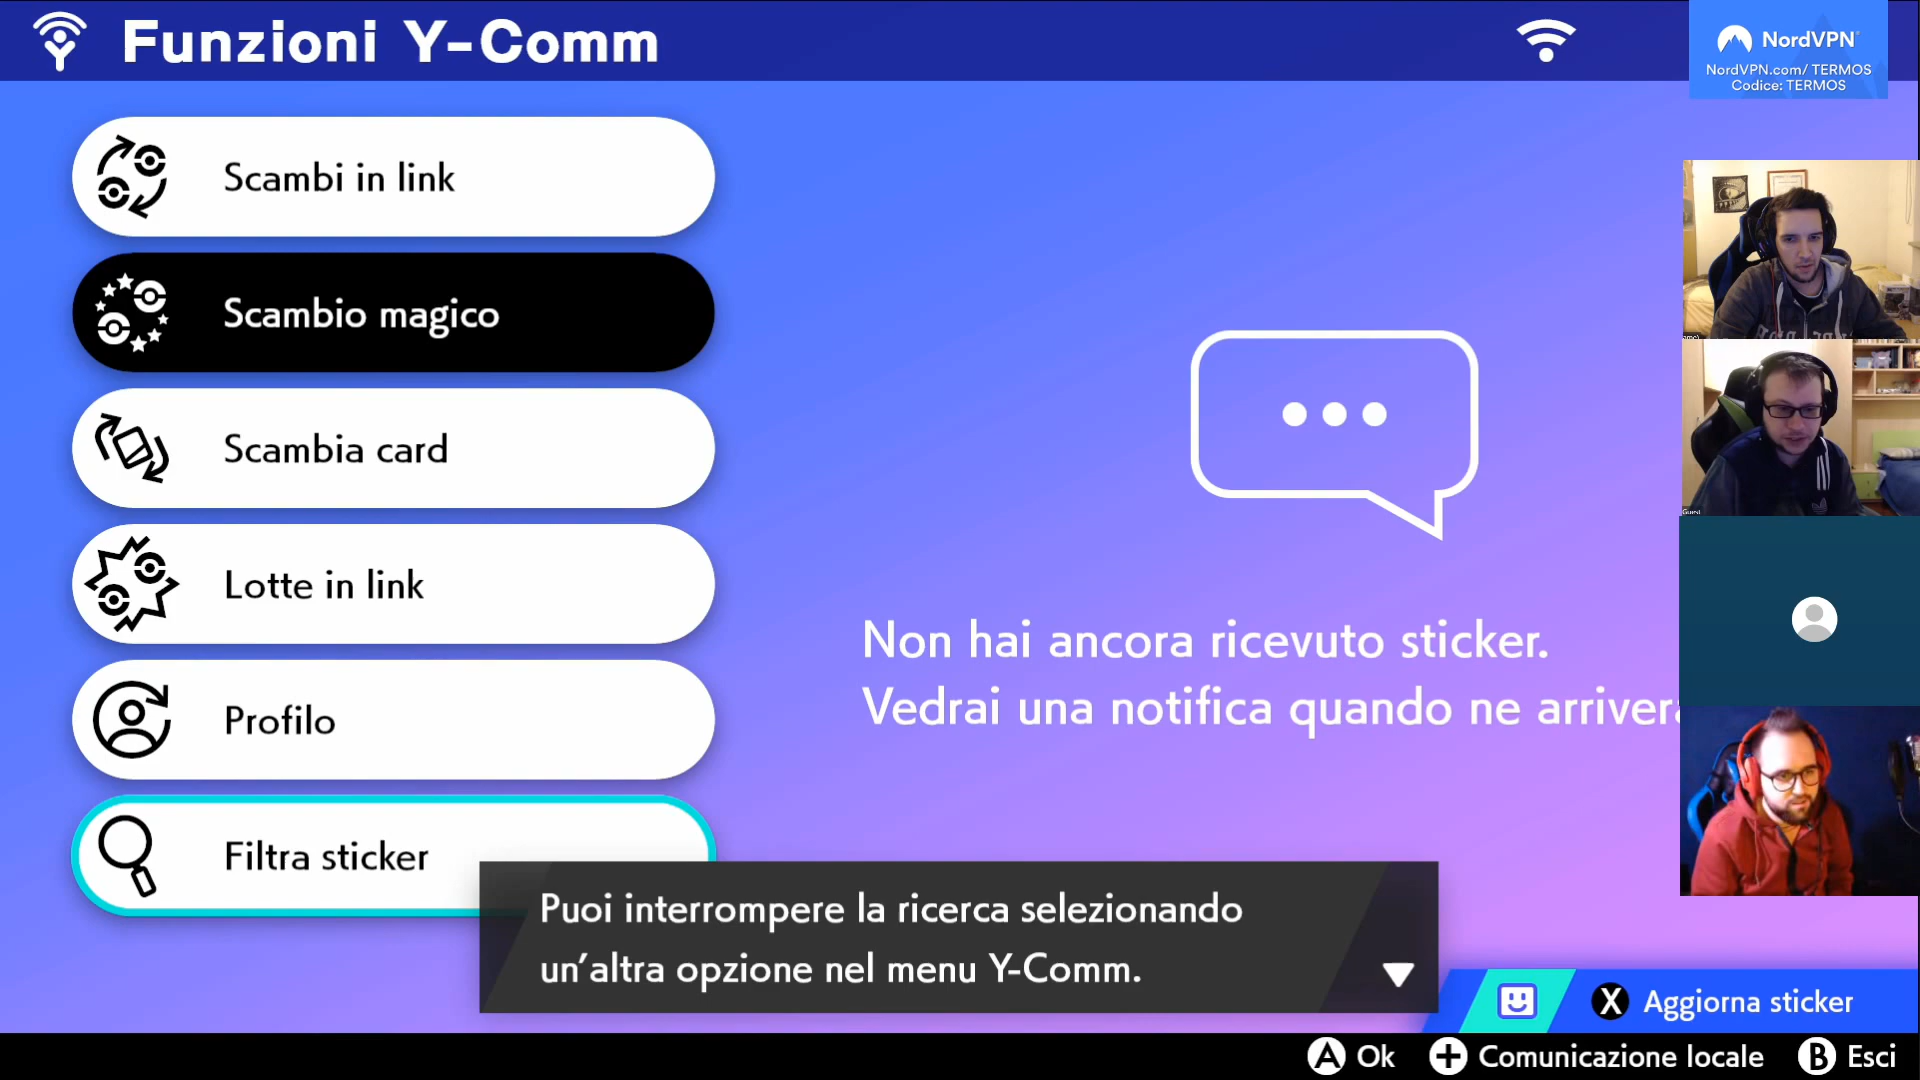 Funzioni Y-Comm
NordVPN
NordVPN.com/ TERMOS
Codice: TERMOS
Scambi in link
Scambio magico
Scambia card
Lotte in link
Profilo
Filtra sticker
Non hai ancora ricevuto sticker.
Vedrai una notifica quando ne
Guest
Puoi interrompere la ricerca selezionando
un'altra opzione nel menu Y-Comm.
X Aggiorna sticker
A Ok + Comunicazione locale B Esci